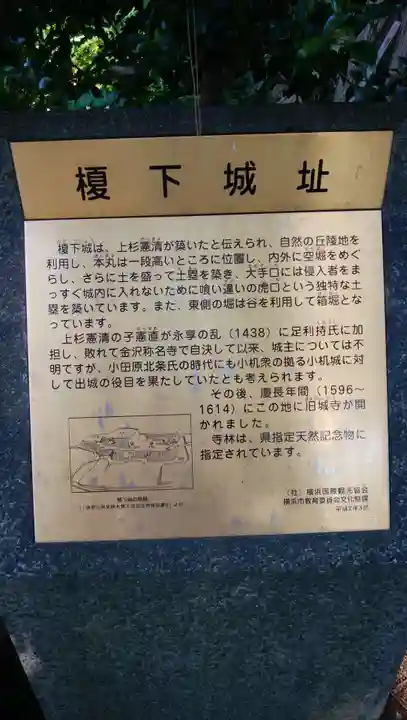 榎下城址
榎下城は、上杉憲清が築いたと伝えられ、自然の丘陵地を
利用し、本丸は一段高いところに位置し、内外に空堀をめぐ
らし、さらに土を盛って土塁を築き、大手口には侵入者をま
っすぐ城内に入れないために喰い違いの虎口という独特な土
塁を築いています。また、東側の堀は谷を利用して箱堀とな
っています。
上杉憲清の子憲直が永享の乱（1438）に足利持氏に加
担し、敗れて金沢称名寺で自決して以来、城主については不
明ですが、小田原北条氏の時代にも小机衆の拠る小机城に対
して出城の役目を果たしていたとも考えられます。
その後、慶長年間（1596～
1614）にこの地に旧城寺が開
かれました。
寺林は、県指定天然記念物に
指定されています。
（社）横浜国際観光協会
横浜市教育委員会文化財課
平成2年3月